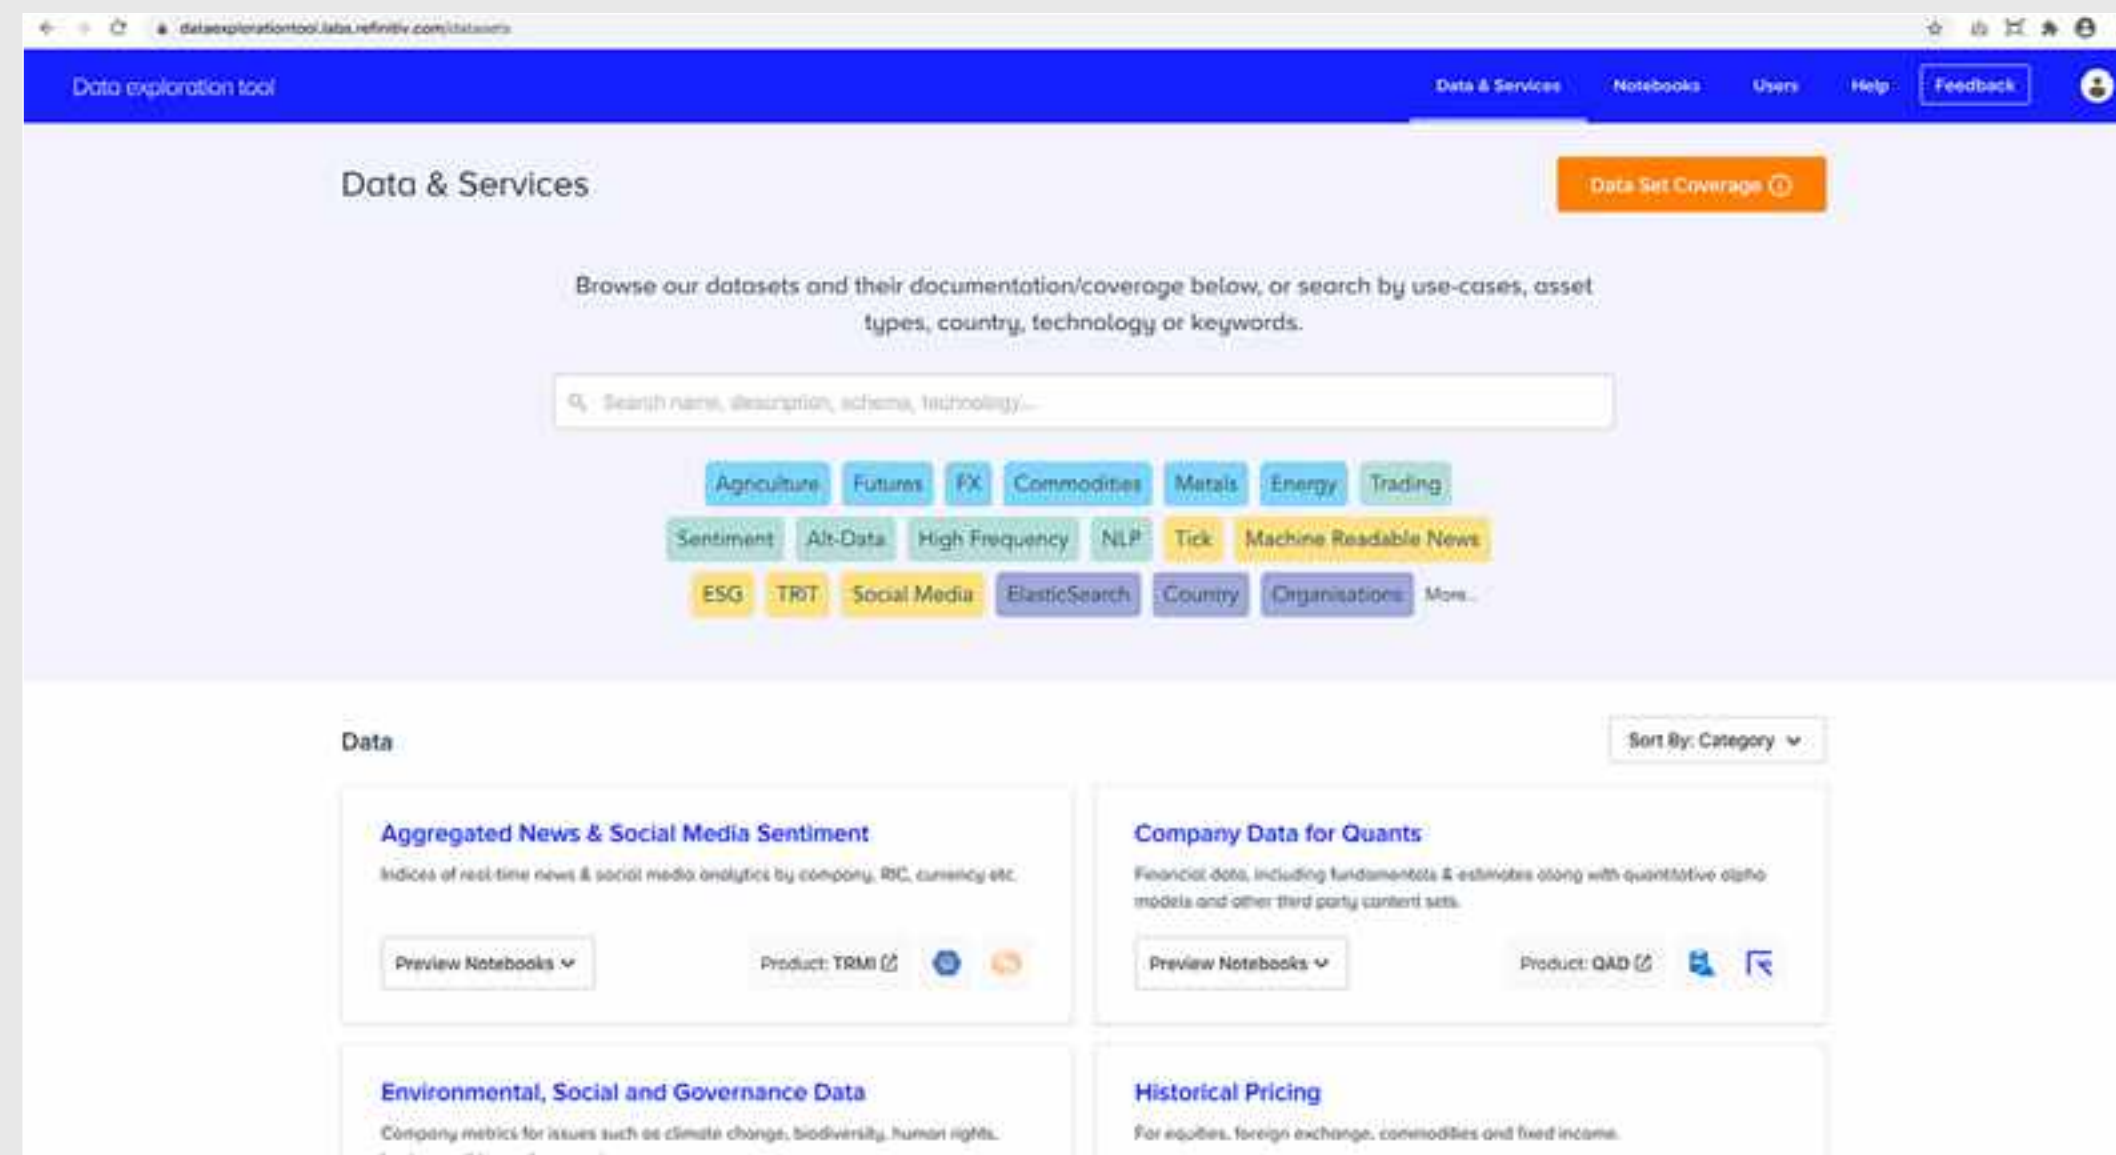 dataexplorationtool.labs.refinitiv.com/datasets
Data exploration tool
Data & Services
Notebooks
Users
Help
Feedback
Data & Services
Data Set Coverage
Browse our datasets and their documentation/coverage below, or search by use-cases, asset
types, country, technology or keywords.
Search name, description, schema, technology...
Agriculture Futures FX Commodities Metals Energy Trading
Sentiment Alt-Data High Frequency NLP Tick Machine Readable News
ESG TRIT Social Media ElasticSearch Country Organisations More...
Data
Sort By: Category
Aggregated News & Social Media Sentiment
Indices of real-time news & social media analytics by company, RIC, currency etc.
Preview Notebooks
Product: TRMI
Company Data for Quants
Financial data, including fundamentals & estimates along with quantitative alpha
models and other third party content sets.
Preview Notebooks
Product: QAD
Environmental, Social and Governance Data
Company metrics for issues such as climate change, biodiversity, human rights,
Historical Pricing
For equities, foreign exchange, commodities and fixed income.